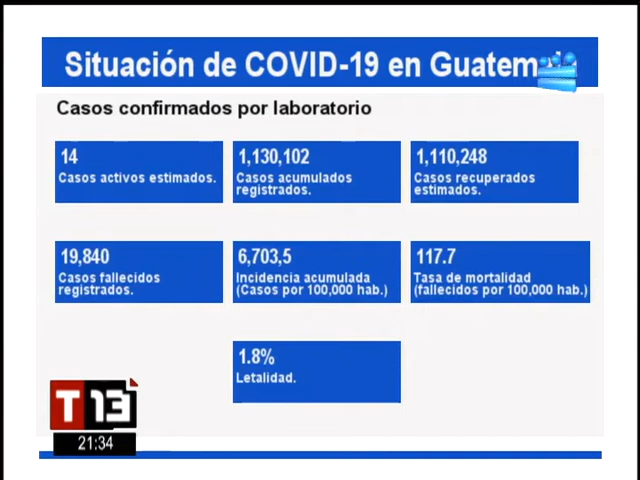 Situación de COVID-19 en Guatem
Casos confirmados por laboratorio
14
Casos activos estimados.
1,130,102
Casos acumulados
registrados.
1,110,248
Casos recuperados
estimados.
19,840
Casos fallecidos
registrados.
6,703,5
Incidencia acumulada
(Casos por 100,000 hab.)
117.7
Tasa de mortalidad
(fallecidos por 100,000 hab.)
1.8%
Letalidad.
T 13
21:34